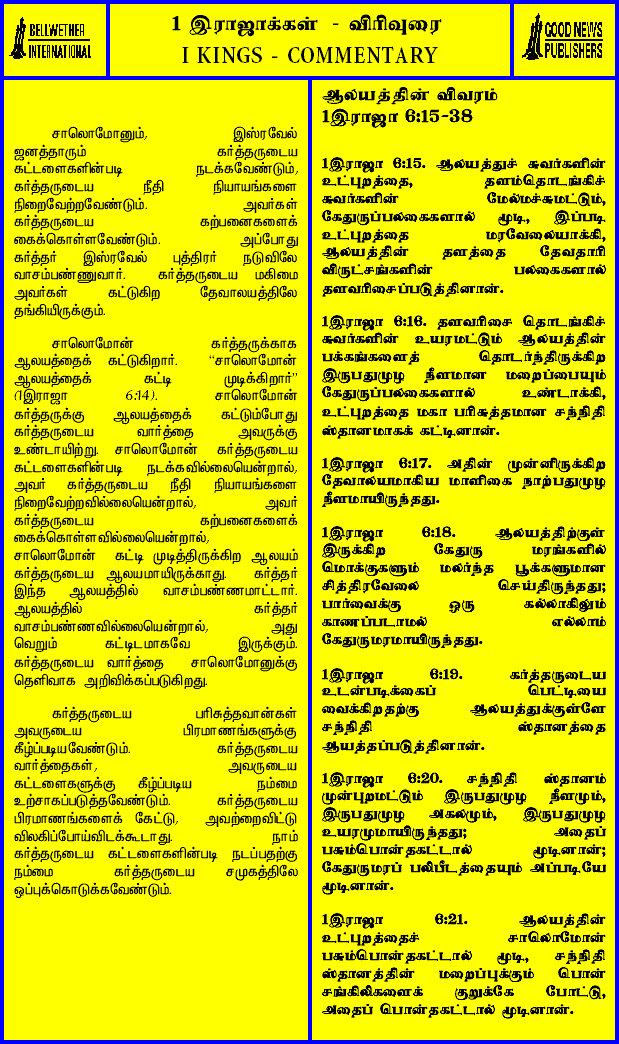 BELLWETHER
INTERNATIONAL
1 இராஜாக்கள் - விரிவுரை
I KINGS - COMMENTARY
GOOD NEWS
PUBLISHERS
சாலொமோனும், இஸ்ரவேல்
ஜனத்தாரும் கர்த்தருடைய
கட்டளைகளின்படி நடக்கவேண்டும்,
கர்த்தருடைய நீதி நியாயங்களை
நிறைவேற்றவேண்டும். அவர்கள்
கர்த்தருடைய கற்பனைகளைக்
கைக்கொள்ளவேண்டும். அப்போது
கர்த்தர் இஸ்ரவேல் புத்திரர் நடுவிலே
வாசம்பண்ணுவார். கர்த்தருடைய மகிமை
அவர்கள் கட்டுகிற தேவாலயத்திலே
தங்கியிருக்கும்.
சாலொமோன் கர்த்தருக்காக
ஆலயத்தைக் கட்டுகிறார். “சாலொமோன்
ஆலயத்தைக் கட்டி முடிக்கிறார்”
(1இராஜா 6:14). சாலொமோன்
கர்த்தருக்கு ஆலயத்தைக் கட்டும்போது
கர்த்தருடைய வார்த்தை அவருக்கு
உண்டாயிற்று. சாலொமோன் கர்த்தருடைய
கட்டளைகளின்படி நடக்கவில்லையென்றால்,
அவர் கர்த்தருடைய நீதி நியாயங்களை
நிறைவேற்றவில்லையென்றால், அவர்
கர்த்தருடைய கற்பனைகளைக்
கைக்கொள்ளவில்லையென்றால்,
சாலொமோன் கட்டி முடித்திருக்கிற ஆலயம்
கர்த்தருடைய ஆலயமாயிருக்காது. கர்த்தர்
இந்த ஆலயத்தில் வாசம்பண்ணமாட்டார்.
ஆலயத்தில் கர்த்தர்
வாசம்பண்ணவில்லையென்றால், அது
வெறும் கட்டிடமாகவே இருக்கும்.
கர்த்தருடைய வார்த்தை சாலொமோனுக்கு
தெளிவாக அறிவிக்கப்படுகிறது.
கர்த்தருடைய பரிசுத்தவான்கள்
அவருடைய பிரமாணங்களுக்கு
கீழ்ப்படியவேண்டும். கர்த்தருடைய
வார்த்தைகள், அவருடைய
கட்டளைகளுக்கு கீழ்ப்படிய நம்மை
உற்சாகப்படுத்தவேண்டும். கர்த்தருடைய
பிரமாணங்களைக் கேட்டு, அவற்றைவிட்டு
விலகிப்போய்விடக்கூடாது. நாம்
கர்த்தருடைய கட்டளைகளின்படி நடப்பதற்கு
நம்மை கர்த்தருடைய சமுகத்திலே
ஒப்புக்கொடுக்கவேண்டும்.
ஆலயத்தின் விவரம்
1இராஜா 6:15-38
1இராஜா 6:15. ஆலயத்துச் சுவர்களின்
உட்புறத்தை, தளம்தொடங்கிச்
சுவர்களின் மேல்மச்சுமட்டும்,
கேதுருப்பலகைகளால் மூடி, இப்படி
உட்புறத்தை மரவேலையாக்கி,
ஆலயத்தின் தளத்தை தேவதாரி
விருட்சங்களின் பலகைகளால்
தளவரிசைப்படுத்தினான்.
1இராஜா 6:16. தளவரிசை தொடங்கிச்
சுவர்களின் உயரமட்டும் ஆலயத்தின்
பக்கங்களைத் தொடர்ந்திருக்கிற
இருபதுமுழ நீளமான மறைப்பையும்
கேதுருப்பலகைகளால் உண்டாக்கி,
உட்புறத்தை மகா பரிசுத்தமான சந்நிதி
ஸ்தானமாகக் கட்டினான்.
1இராஜா 6:17. அதின் முன்னிருக்கிற
தேவாலயமாகிய மாளிகை நாற்பதுமுழ
நீளமாயிருந்தது.
1இராஜா 6:18. ஆலயத்திற்குள்
இருக்கிற கேதுரு மரங்களில்
மொக்குகளும் மலர்ந்த பூக்களுமான
சித்திரவேலை செய்திருந்தது;
பார்வைக்கு ஒரு கல்லாகிலும்
காணப்படாமல் எல்லாம்
கேதுருமரமாயிருந்தது.
1இராஜா 6:19. கர்த்தருடைய
உடன்படிக்கைப் பெட்டியை
வைக்கிறதற்கு ஆலயத்துக்குள்ளே
சந்நிதி ஸ்தானத்தை
ஆயத்தப்படுத்தினான்.
1இராஜா 6:20. சந்நிதி ஸ்தானம்
முன்புறமட்டும் இருபதுமுழ நீளமும்,
இருபதுமுழ அகலமும், இருபதுமுழ
உயரமுமாயிருந்தது; அதைப்
பசும்பொன்தகட்டால் மூடினான்;
கேதுருமரப் பலிபீடத்தையும் அப்படியே
மூடினான்.
1இராஜா 6:21. ஆலயத்தின்
உட்புறத்தைச் சாலொமோன்
பசும்பொன்தகட்டால் மூடி, சந்நிதி
ஸ்தானத்தின் மறைப்புக்கும் பொன்
சங்கிலிகளைக் குறுக்கே போட்டு,
அதைப் பொன்தகட்டால் மூடினான்.